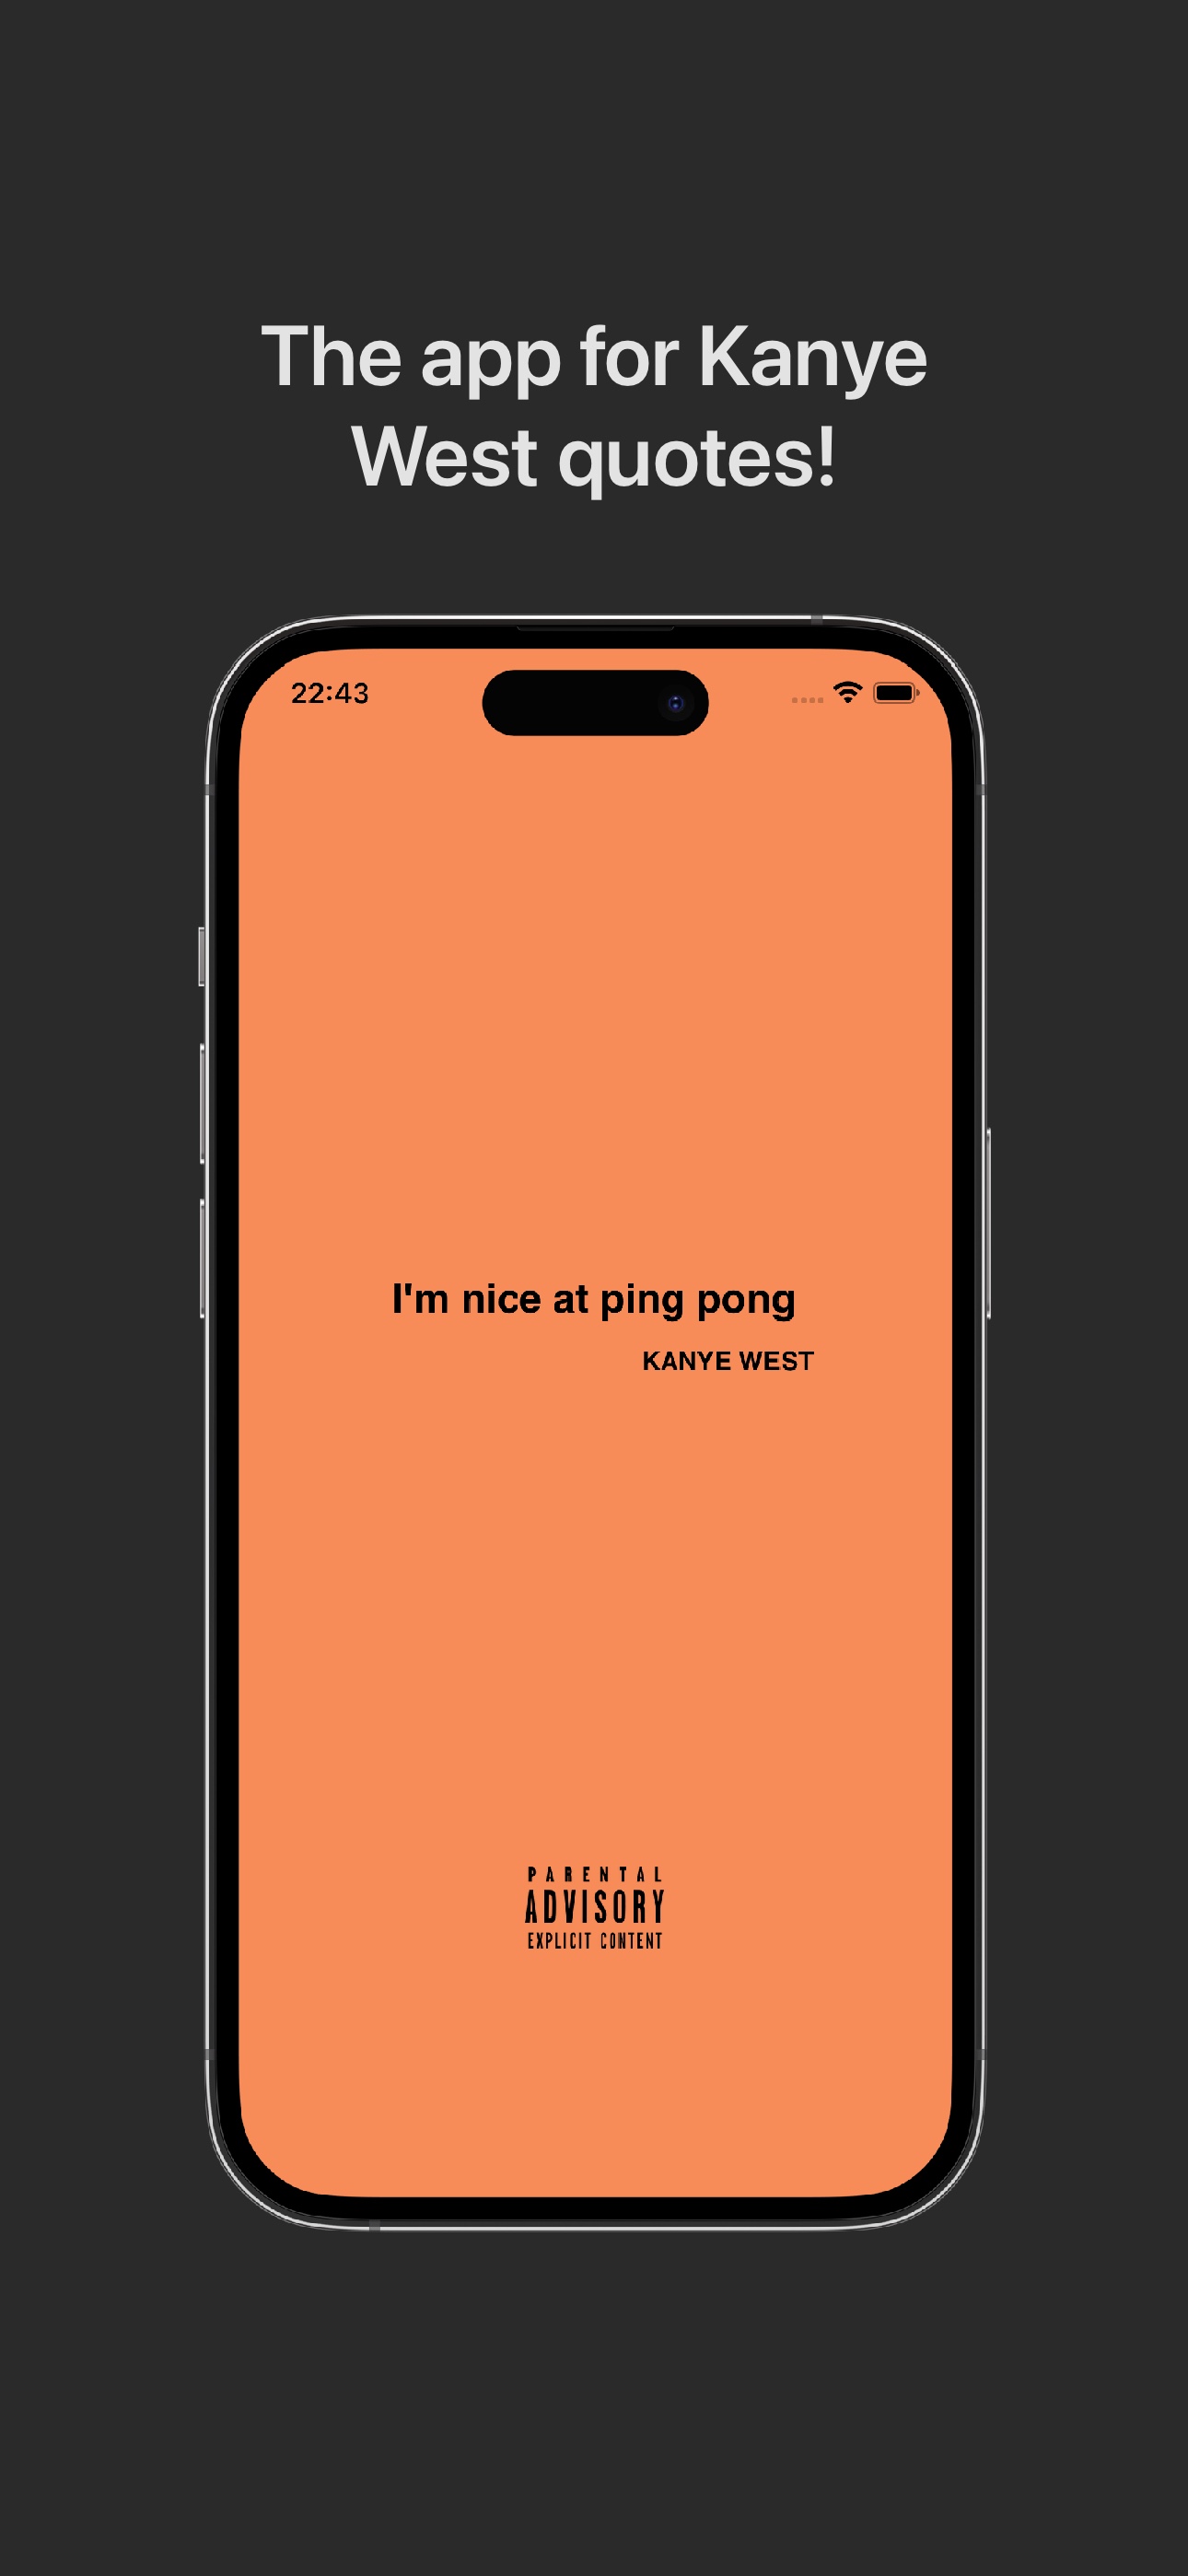 The app for Kanye
West quotes!
22:43
I'm nice at ping pong
KANYE WEST
PARENTAL
ADVISORY
EXPLICIT CONTENT